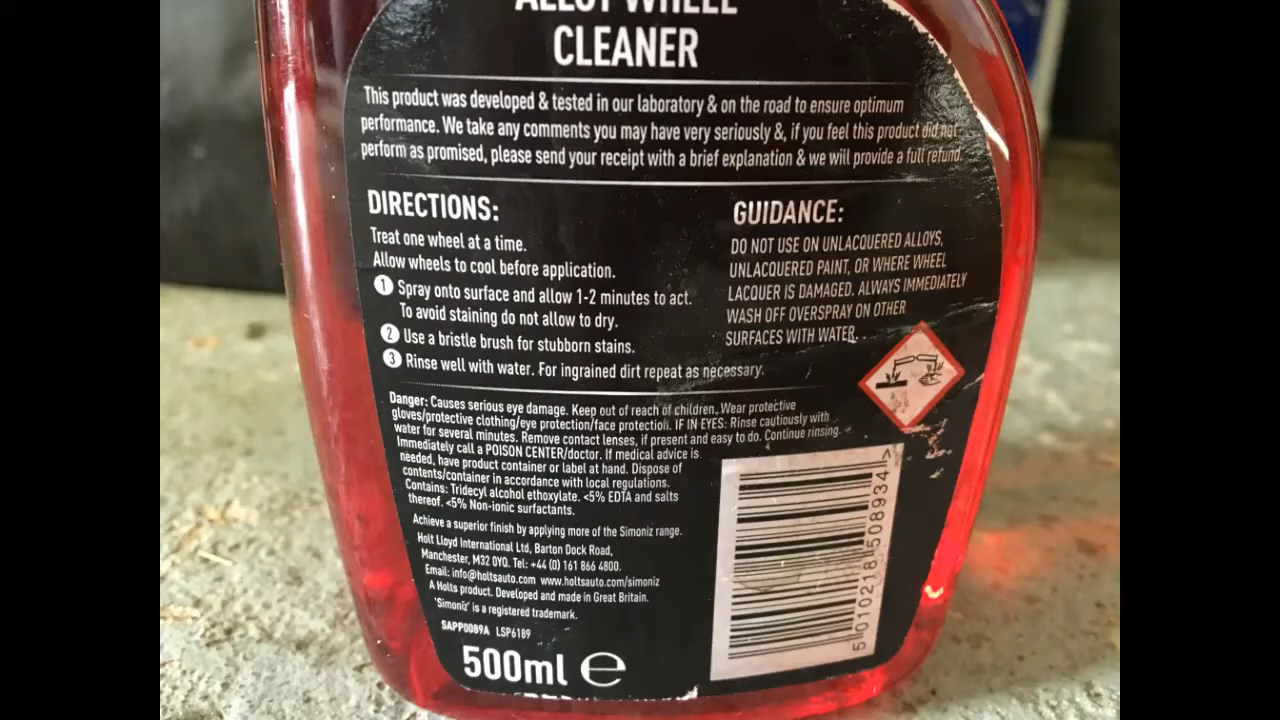 ALLOY WHEEL
CLEANER
This product was developed & tested in our laboratory & on the road to ensure optimum
performance. We take any comments you may have very seriously &, if you feel this product did not
perform as promised, please send your receipt with a brief explanation & we will provide a full refund.
DIRECTIONS:
Treat one wheel at a time.
Allow wheels to cool before application.
1 Spray onto surface and allow 1-2 minutes to act.
To avoid staining do not allow to dry.
2 Use a bristle brush for stubborn stains.
3 Rinse well with water. For ingrained dirt repeat as necessary.
GUIDANCE:
DO NOT USE ON UNLACQUERED ALLOYS,
UNLACQUERED PAINT, OR WHERE WHEEL
LACQUER IS DAMAGED. ALWAYS IMMEDIATELY
WASH OFF OVERSPRAY ON OTHER
SURFACES WITH WATER.
Danger: Causes serious eye damage. Keep out of reach of children. Wear protective
gloves/protective clothing/eye protection/face protection. IF IN EYES: Rinse cautiously with
water for several minutes. Remove contact lenses, if present and easy to do. Continue rinsing.
Immediately call a POISON CENTER/doctor. If medical advice is
needed, have product container or label at hand. Dispose of
contents/container in accordance with local regulations.
Contains: Tridecyl alcohol ethoxylate. <5% EDTA and salts
thereof. <5% Non-ionic surfactants.
Achieve a superior finish by applying more of the Simoniz range.
Holt Lloyd International Ltd, Barton Dock Road,
Manchester, M32 0YQ. Tel: +44 (0) 161 866 4800.
Email: info@holtsauto.com www.holtsauto.com/simoniz
A Holts product. Developed and made in Great Britain.
'Simoniz' is a registered trademark.
SAPP0089A LSP6189
500ml e
5 010218 508934 >